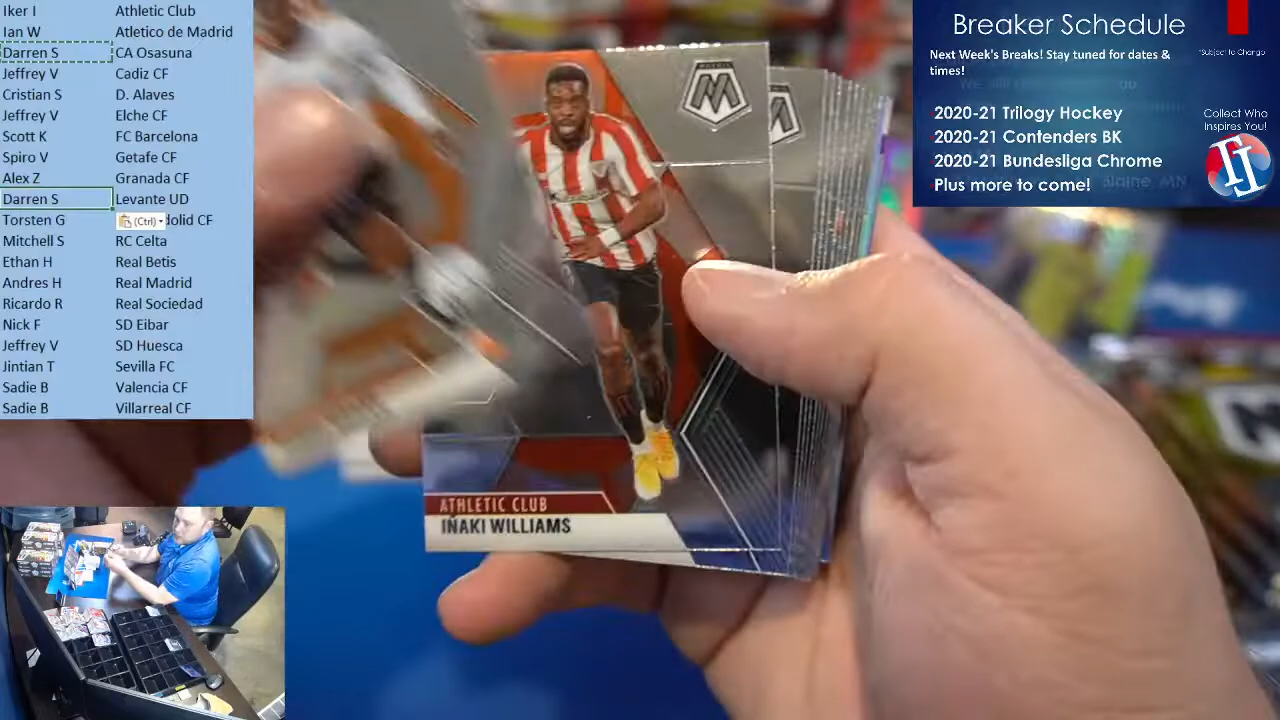 Iker I Athletic Club
Ian W Atletico de Madrid
Darren S CA Osasuna
Jeffrey V Cadiz CF
Cristian S D. Alaves
Jeffrey V Elche CF
Scott K FC Barcelona
Spiro V Getafe CF
Alex Z Granada CF
Darren S Levante UD
Torsten G (Ctrl) dolid CF
Mitchell S RC Celta
Ethan H Real Betis
Andres H Real Madrid
Ricardo R Real Sociedad
Nick F SD Eibar
Jeffrey V SD Huesca
Jintian T Sevilla FC
Sadie B Valencia CF
Sadie B Villarreal CF
Breaker Schedule
Next Week's Breaks! Stay tuned for dates &
times!
*Subject to Change
2020-21 Trilogy Hockey
2020-21 Contenders BK
2020-21 Bundesliga Chrome
Plus more to come!
Blaine, MN
Collect Who
Inspires You!
M
ATHLETIC CLUB
IÑAKI WILLIAMS